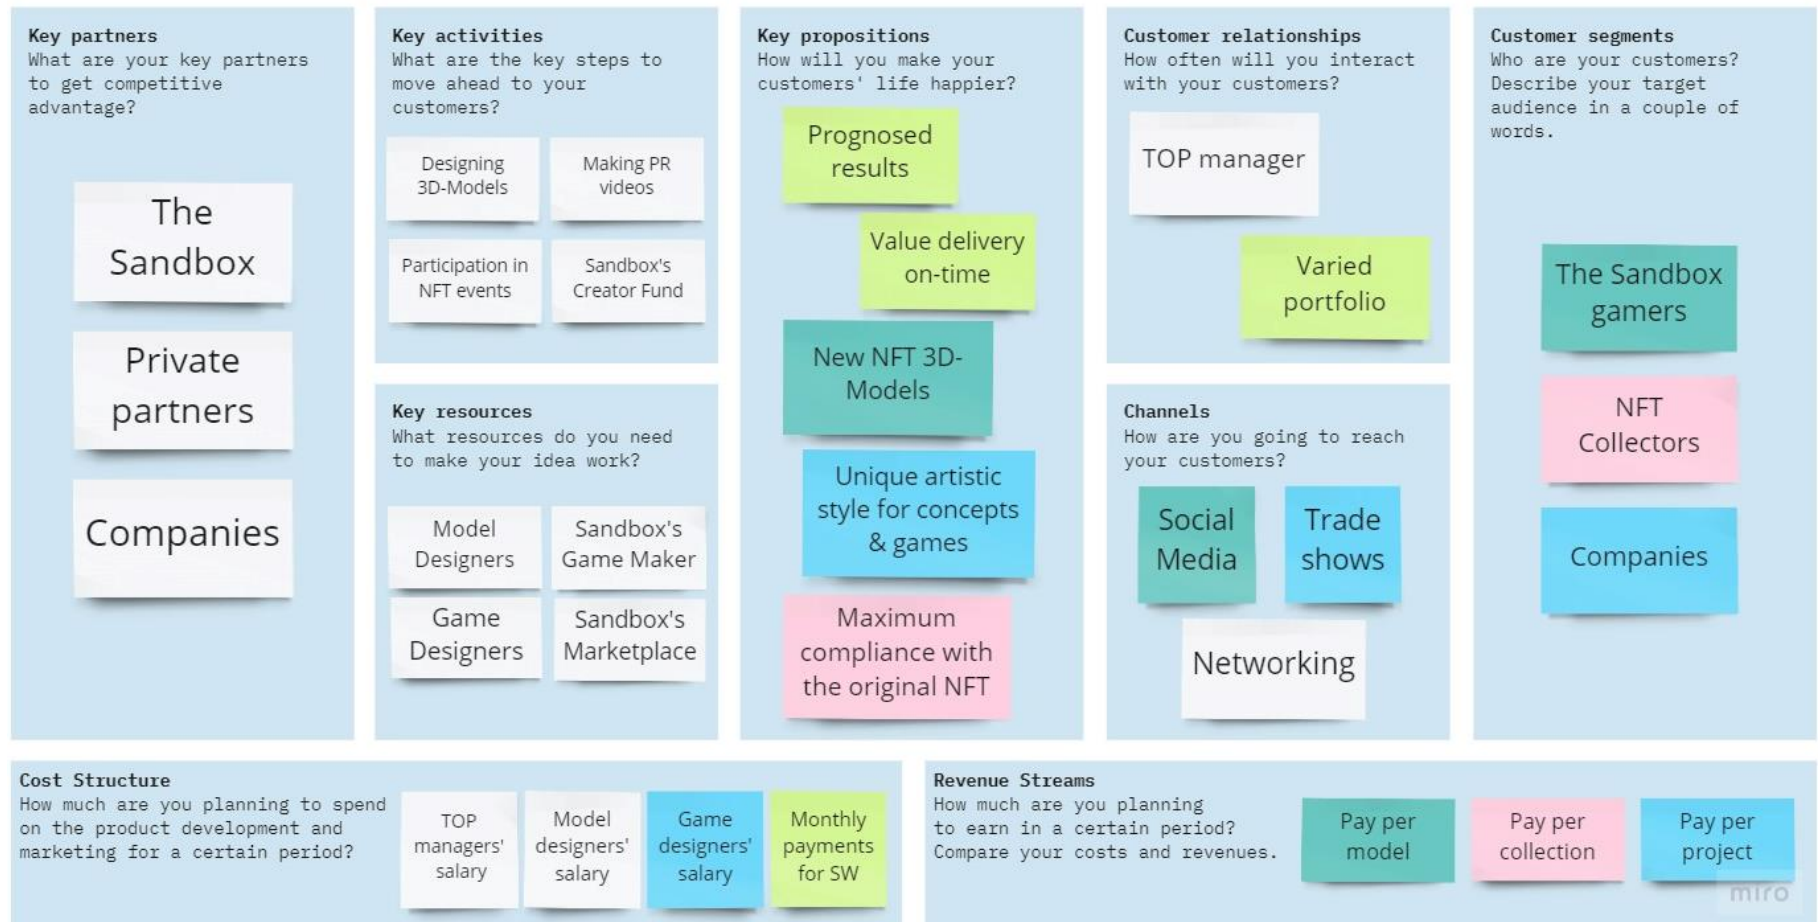 Key partners
What are your key partners
to get competitive
advantage?
The
Sandbox
Private
partners
Companies
Key activities
What are the key steps to
move ahead to your
customers?
Designing
3D-Models
Making PR
videos
Participation in
NFT events
Sandbox's
Creator Fund
Key resources
What resources do you need
to make your idea work?
Model
Designers
Sandbox's
Game Maker
Game
Designers
Sandbox's
Marketplace
Key propositions
How will you make your
customers' life happier?
Prognosed
results
Value delivery
on-time
New NFT 3D-
Models
Unique artistic
style for concepts
& games
Maximum
compliance with
the original NFT
Customer relationships
How often will you interact
with your customers?
TOP manager
Varied
portfolio
Channels
How are you going to reach
your customers?
Social
Media
Trade
shows
Networking
Customer segments
Who are your customers?
Describe your target
audience in a couple of
words.
The Sandbox
gamers
NFT
Collectors
Companies
Cost Structure
How much are you planning to spend
on the product development and
marketing for a certain period?
TOP
managers'
salary
Model
designers'
salary
Game
designers'
salary
Monthly
payments
for SW
Revenue Streams
How much are you planning
to earn in a certain period?
Compare your costs and revenues.
Pay per
model
Pay per
collection
Pay per
project
miro